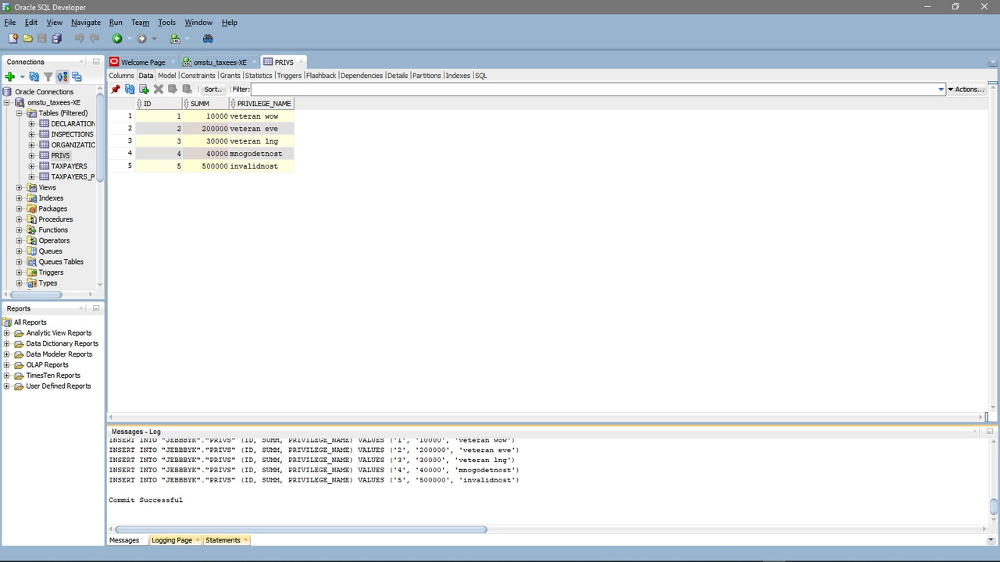 Oracle SQL Developer
File Edit View Navigate Run Team Tools Window Help
Connections
Oracle Connections
omstu_taxees-XE
Tables (Filtered)
DECLARATION
INSPECTIONS
ORGANIZATIO
PRIVS
TAXPAYERS
TAXPAYERS_P
Views
Indexes
Packages
Procedures
Functions
Operators
Queues
Queues Tables
Triggers
Types
Reports
All Reports
Analytic View Reports
Data Dictionary Reports
Data Modeler Reports
OLAP Reports
TimesTen Reports
User Defined Reports
Welcome Page omstu_taxees-XE PRIVS
Columns Data Model Constraints Grants Statistics Triggers Flashback Dependencies Details Partitions Indexes SQL
Sort.. Filter: Actions...
ID SUMM PRIVILEGE_NAME
1 1 10000 veteran wow
2 2 200000 veteran eve
3 3 30000 veteran lng
4 4 40000 mnogodetnost
5 5 500000 invalidnost
Messages - Log
INSERT INTO "JEBBBYK"."PRIVS" (ID, SUMM, PRIVILEGE_NAME) VALUES ('1', '10000', 'veteran wow')
INSERT INTO "JEBBBYK"."PRIVS" (ID, SUMM, PRIVILEGE_NAME) VALUES ('2', '200000', 'veteran eve')
INSERT INTO "JEBBBYK"."PRIVS" (ID, SUMM, PRIVILEGE_NAME) VALUES ('3', '30000', 'veteran lng')
INSERT INTO "JEBBBYK"."PRIVS" (ID, SUMM, PRIVILEGE_NAME) VALUES ('4', '40000', 'mnogodetnost')
INSERT INTO "JEBBBYK"."PRIVS" (ID, SUMM, PRIVILEGE_NAME) VALUES ('5', '500000', 'invalidnost')
Commit Successful
Messages Logging Page Statements